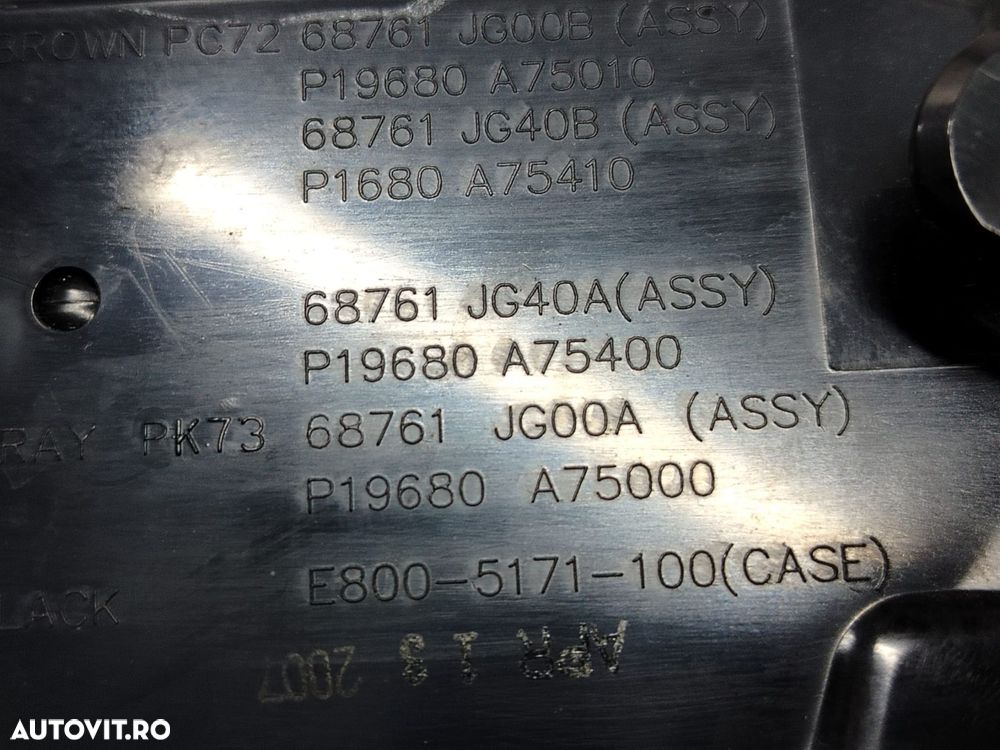 BROWN PC72 68761 JG00B (ASSY)
P19680 A75010
68761 JG40B (ASSY)
P1680 A75410
68761 JG40A(ASSY)
P19680 A75400
RAY PK73 68761 JG00A (ASSY)
P19680 A75000
E800-5171-100(CASE)
LACK
APR 13 2007
AUTOVIT.RO